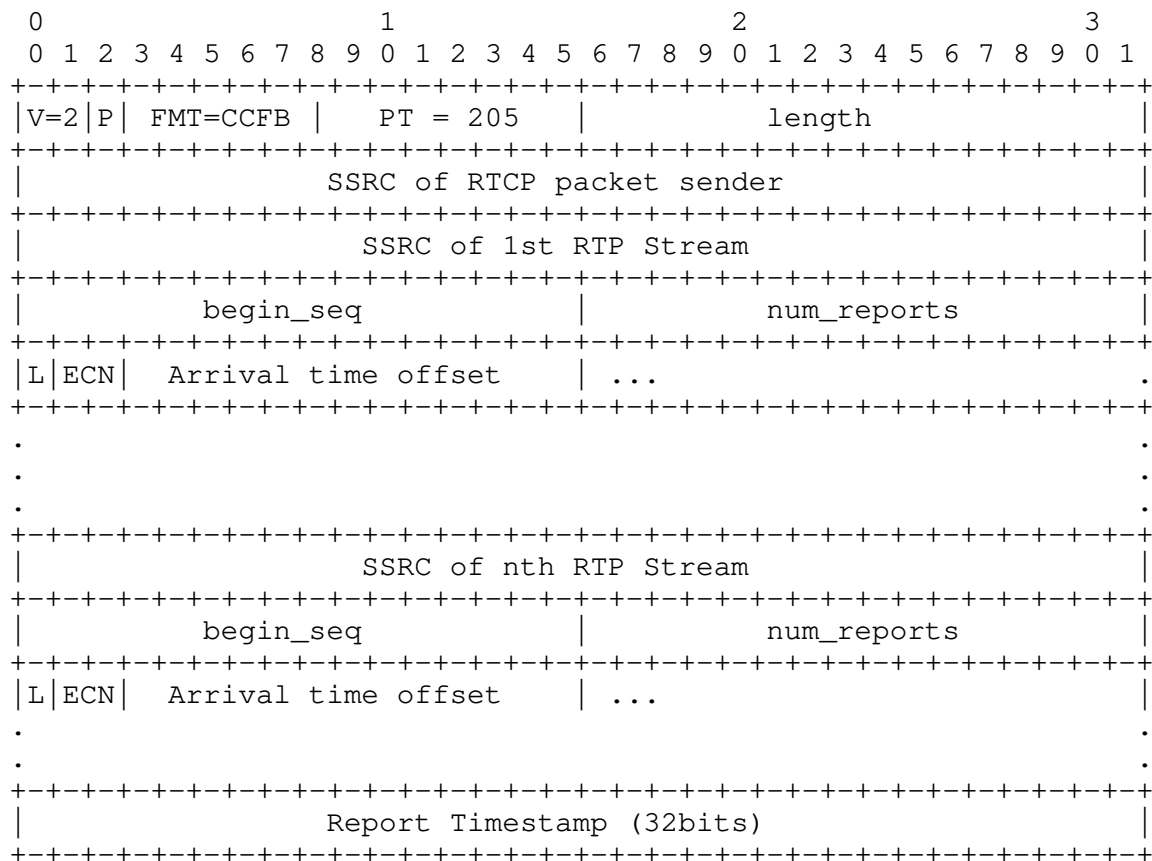 0                   1                   2                   3
 0 1 2 3 4 5 6 7 8 9 0 1 2 3 4 5 6 7 8 9 0 1 2 3 4 5 6 7 8 9 0 1
+-+-+-+-+-+-+-+-+-+-+-+-+-+-+-+-+-+-+-+-+-+-+-+-+-+-+-+-+-+-+-+-+
|V=2|P| FMT=CCFB |   PT = 205    |          length               |
+-+-+-+-+-+-+-+-+-+-+-+-+-+-+-+-+-+-+-+-+-+-+-+-+-+-+-+-+-+-+-+-+
|                 SSRC of RTCP packet sender                    |
+-+-+-+-+-+-+-+-+-+-+-+-+-+-+-+-+-+-+-+-+-+-+-+-+-+-+-+-+-+-+-+-+
|                   SSRC of 1st RTP Stream                      |
+-+-+-+-+-+-+-+-+-+-+-+-+-+-+-+-+-+-+-+-+-+-+-+-+-+-+-+-+-+-+-+-+
|          begin_seq            |          num_reports          |
+-+-+-+-+-+-+-+-+-+-+-+-+-+-+-+-+-+-+-+-+-+-+-+-+-+-+-+-+-+-+-+-+
|L|ECN|  Arrival time offset    | ...                           .
+-+-+-+-+-+-+-+-+-+-+-+-+-+-+-+-+-+-+-+-+-+-+-+-+-+-+-+-+-+-+-+-+
.                                                               .
.                                                               .
.                                                               .
+-+-+-+-+-+-+-+-+-+-+-+-+-+-+-+-+-+-+-+-+-+-+-+-+-+-+-+-+-+-+-+-+
|                   SSRC of nth RTP Stream                      |
+-+-+-+-+-+-+-+-+-+-+-+-+-+-+-+-+-+-+-+-+-+-+-+-+-+-+-+-+-+-+-+-+
|          begin_seq            |          num_reports          |
+-+-+-+-+-+-+-+-+-+-+-+-+-+-+-+-+-+-+-+-+-+-+-+-+-+-+-+-+-+-+-+-+
|L|ECN|  Arrival time offset    | ...                           |
.                                                               .
.                                                               .
+-+-+-+-+-+-+-+-+-+-+-+-+-+-+-+-+-+-+-+-+-+-+-+-+-+-+-+-+-+-+-+-+
|                 Report Timestamp (32bits)                     |
+-+-+-+-+-+-+-+-+-+-+-+-+-+-+-+-+-+-+-+-+-+-+-+-+-+-+-+-+-+-+-+-+